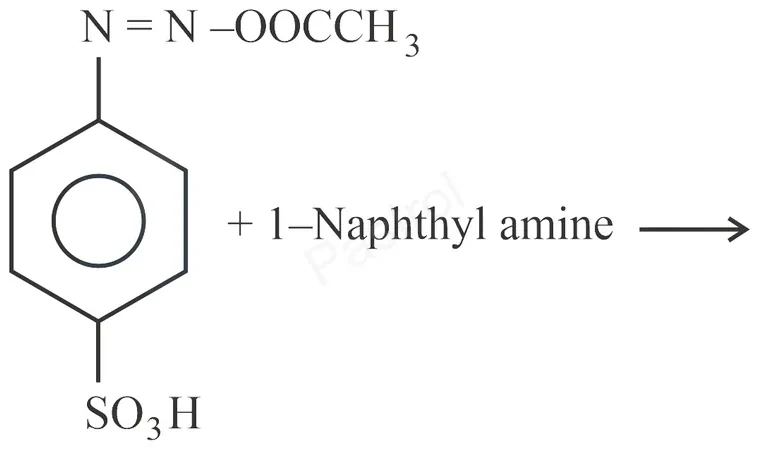 N = N –OOCCH₃
+ 1–Naphthyl amine
SO₃H